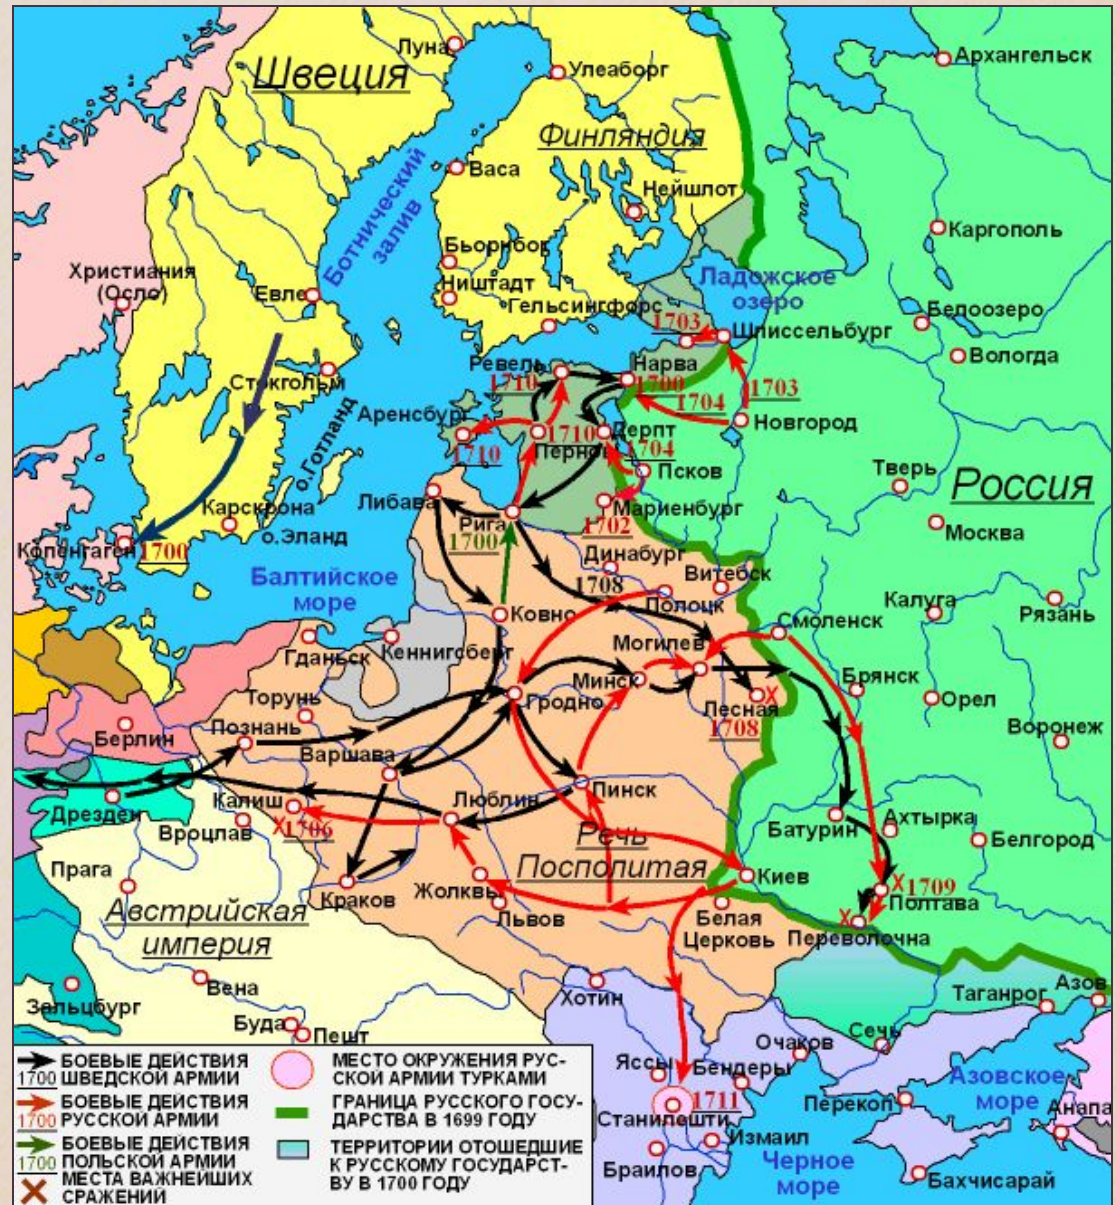 Луна
Архангельск
Швеция
Улеаборг
Финляндия
Ботнический
залив
Васа
Нейшлот
Каргополь
Бьорнборг
Христиания
(Осло)
Ништадт
Ладожское
озеро
Евле
Гельсингфорс
Белоозеро
1703
Шлиссельбург
Вологда
Ревель
1710
Нарва
1700
1703
Стокгольм
1704
Аренсбург
Новгород
о.Готланд
1710
1710
Пернов
Дерпт
1704
Псков
Тверь
Россия
Либава
Карскрона
Рига
Мариенбург
Москва
Копенгаген
1700
о.Эланд
1700
1702
Динабург
Балтийское
море
1708
Витебск
Ковно
Полоцк
Калуга
Рязань
Могилев
Смоленск
Гданьск
Кеннигсберг
Минск
Брянск
Торунь
Гродно
Лесная
1708
Орел
Познань
Воронеж
Берлин
Варшава
Дрезден
Калиш
Люблин
Пинск
Вроцлав
1706
Батурин
Ахтырка
Речь
Посполитая
Белгород
Прага
Жолквы
Киев
1709
Краков
Полтава
Австрийская
империя
Львов
Белая
Церковь
Переволочна
Зальцбург
Вена
Хотин
Таганрог
Азов
Буда
Пешт
Сечь
Очаков
Яссы
Бендеры
Азовское
море
1711
Перекоп
Анапа
Станилешти
Измаил
Браилов
Черное
море
Бахчисарай
БОЕВЫЕ ДЕЙСТВИЯ
1700 ШВЕДСКОЙ АРМИИ
БОЕВЫЕ ДЕЙСТВИЯ
1700 РУССКОЙ АРМИИ
БОЕВЫЕ ДЕЙСТВИЯ
1700 ПОЛЬСКОЙ АРМИИ
МЕСТА ВАЖНЕЙШИХ
СРАЖЕНИЙ
МЕСТО ОКРУЖЕНИЯ РУС-
СКОЙ АРМИИ ТУРКАМИ
ГРАНИЦА РУССКОГО ГОСУ-
ДАРСТВА В 1699 ГОДУ
ТЕРРИТОРИИ ОТОШЕДШИЕ
К РУССКОМУ ГОСУДАРСТ-
ВУ В 1700 ГОДУ